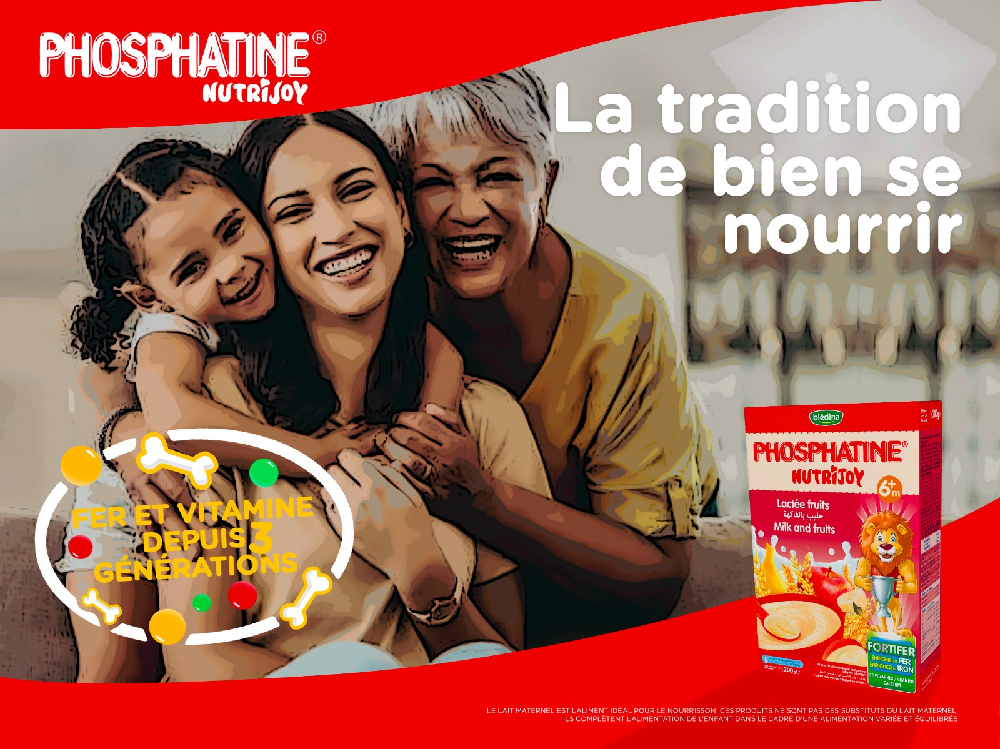 PHOSPHATINE®
NUTRIJOY
La tradition
de bien se
nourrir
FER ET VITAMINE
DEPUIS 3
GÉNÉRATIONS
blédina
PHOSPHATINE®
NUTRIJOY
6+
m
Lactée fruits
حليب بالفاكهة
Milk and fruits
FORTIFER
ENRICHIE EN FER
ENRICHED IN IRON
10 VITAMINES / VITAMINS
CALCIUM
200g e
LE LAIT MATERNEL EST L'ALIMENT IDÉAL POUR LE NOURRISSON. CES PRODUITS NE SONT PAS DES SUBSTITUTS DU LAIT MATERNEL;
ILS COMPLÈTENT L'ALIMENTATION DE L'ENFANT DANS LE CADRE D'UNE ALIMENTATION VARIÉE ET ÉQUILIBRÉE